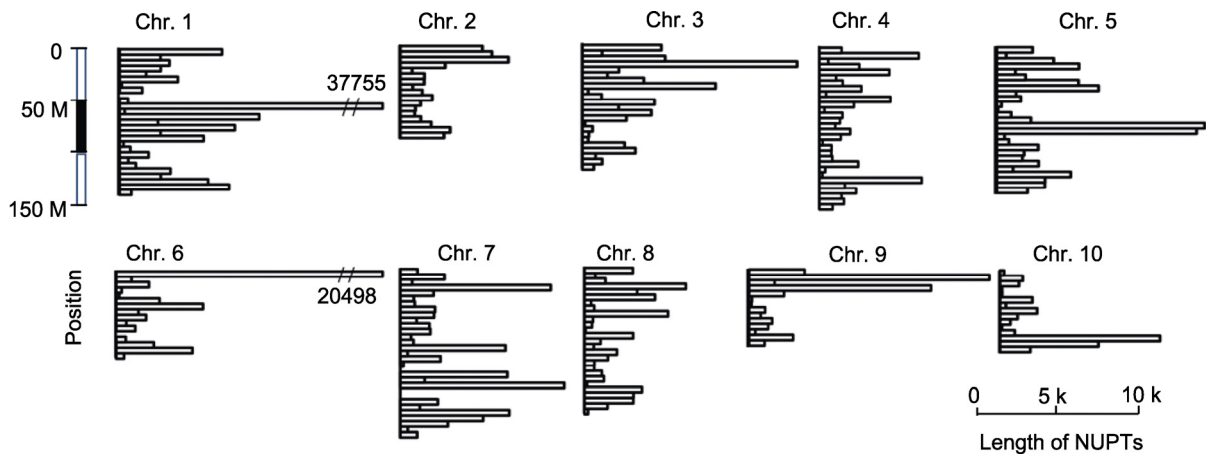 Chr. 1
Chr. 2
Chr. 3
Chr. 4
Chr. 5
0
50 M
150 M
37755
Chr. 6
Chr. 7
Chr. 8
Chr. 9
Chr. 10
Position
20498
0 5 k 10 k
Length of NUPTs